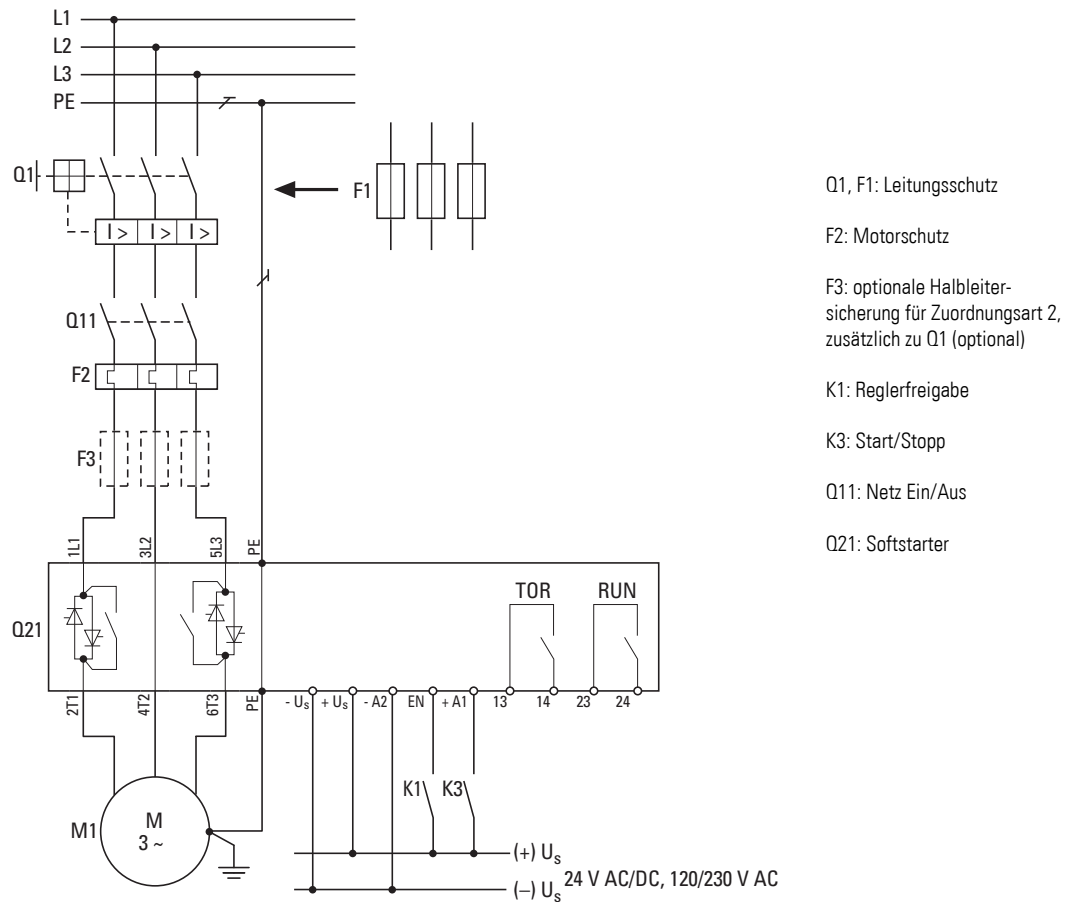 L1
L2
L3
PE
Q1
I > I > I >
F1
Q11
F2
F3
1L1 3L2 5L3 PE
Q21
TOR RUN
2T1 4T2 6T3 PE
- Us + Us - A2 EN + A1 13 14 23 24
K1 K3
M1
M
3 ~
(+) Us
(–) Us 24 V AC/DC, 120/230 V AC
Q1, F1: Leitungsschutz
F2: Motorschutz
F3: optionale Halbleiter-
sicherung für Zuordnungsart 2,
zusätzlich zu Q1 (optional)
K1: Reglerfreigabe
K3: Start/Stopp
Q11: Netz Ein/Aus
Q21: Softstarter